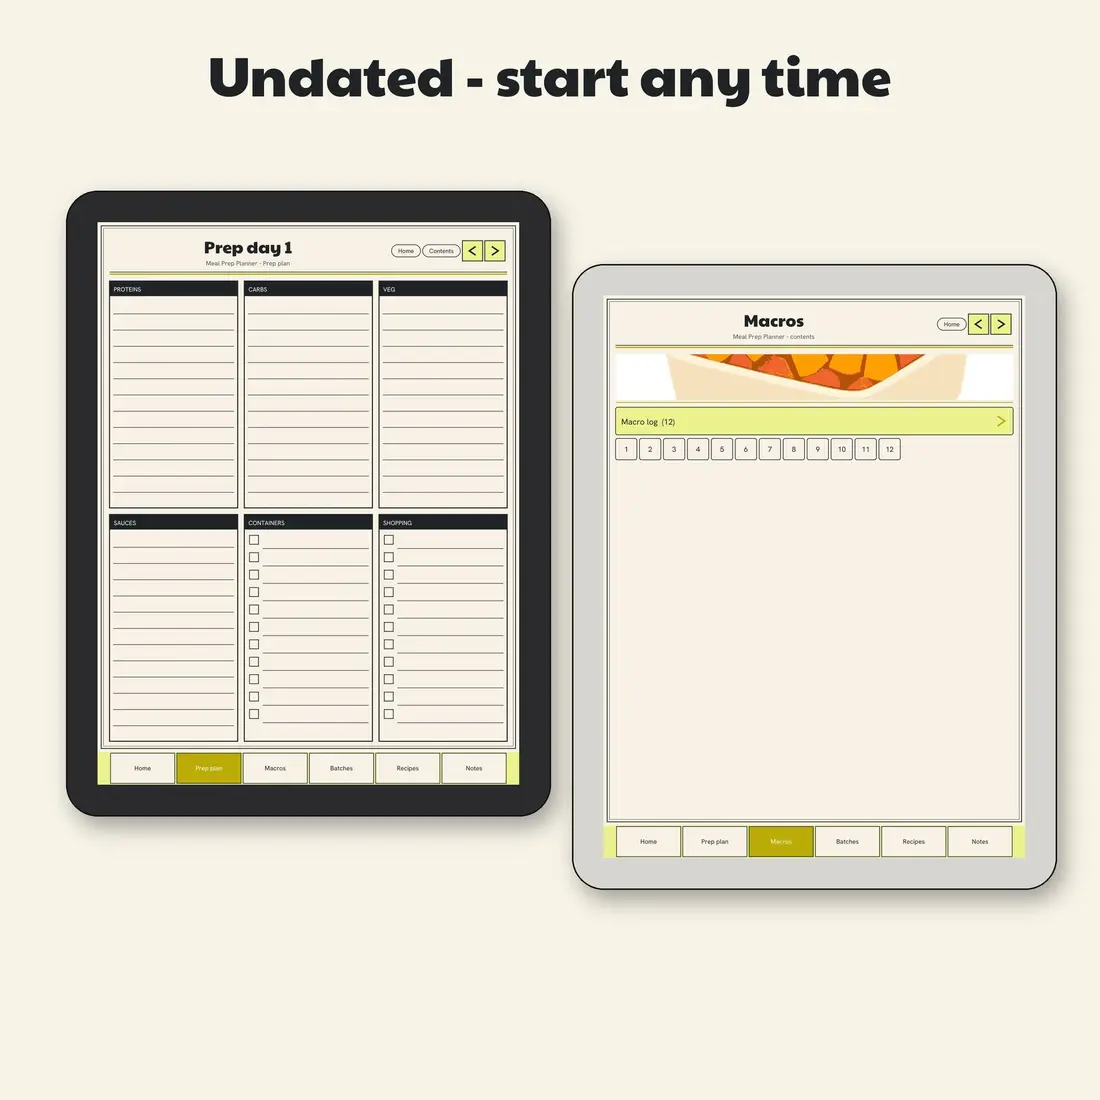 Undated - start any time
Prep day 1
Meal Prep Planner - Prep plan
Home
Contents
<
>
PROTEINS
CARBS
VEG
SAUCES
CONTAINERS
SHOPPING
Home
Prep plan
Macros
Batches
Recipes
Notes
Macros
Meal Prep Planner - contents
Home
<
>
Macro log (12)
>
1 2 3 4 5 6 7 8 9 10 11 12
Home
Prep plan
Macros
Batches
Recipes
Notes